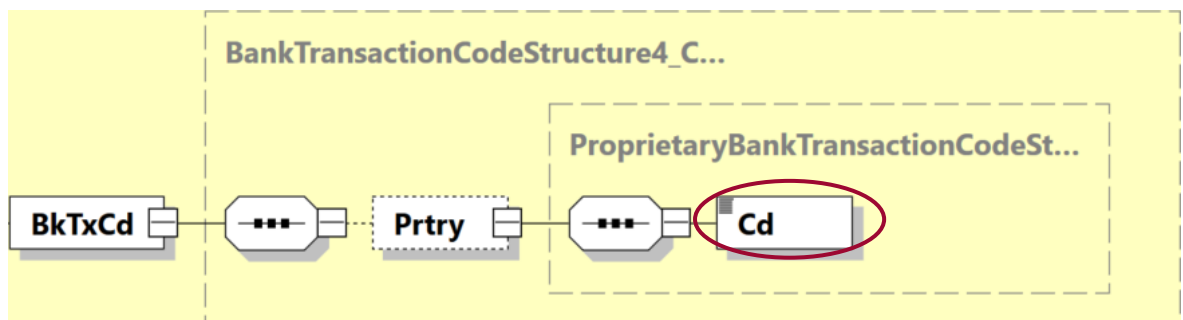 BankTransactionCodeStructure4_C...
ProprietaryBankTransactionCodeSt...
BkTxCd
Prtry
Cd